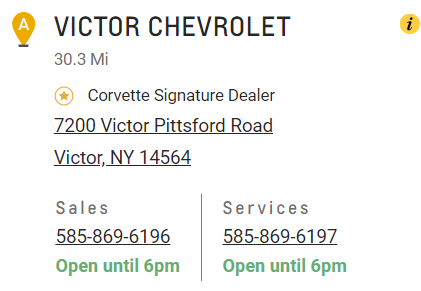 A
VICTOR CHEVROLET
i
30.3 Mi
Corvette Signature Dealer
7200 Victor Pittsford Road
Victor, NY 14564
Sales
585-869-6196
Open until 6pm
Services
585-869-6197
Open until 6pm